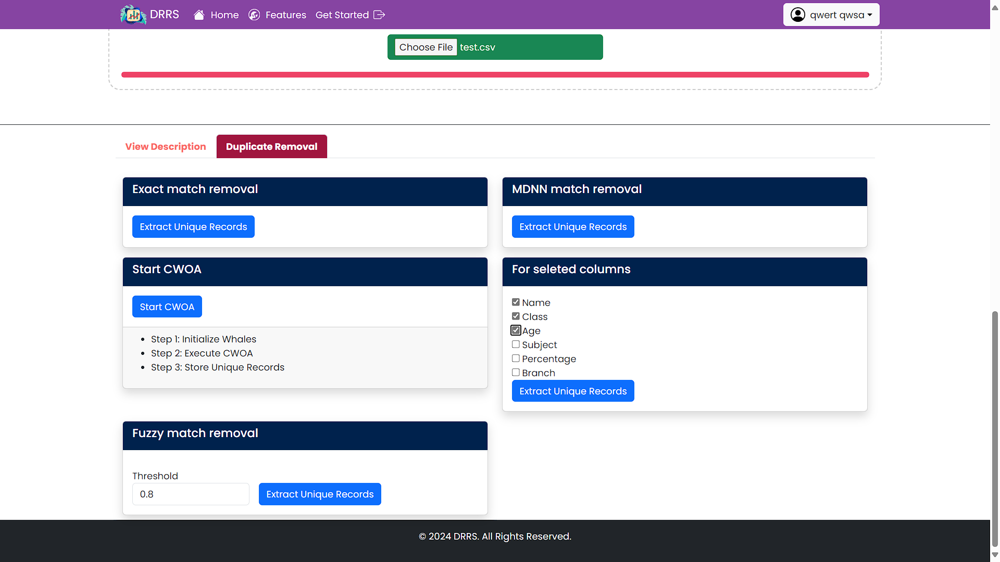 DRRS Home Features Get Started qwert qwsa
Choose File test.csv
View Description Duplicate Removal
Exact match removal
Extract Unique Records
MDNN match removal
Extract Unique Records
Start CWOA
Start CWOA
Step 1: Initialize Whales
Step 2: Execute CWOA
Step 3: Store Unique Records
For seleted columns
Name
Class
Age
Subject
Percentage
Branch
Extract Unique Records
Fuzzy match removal
Threshold
0.8 Extract Unique Records
© 2024 DRRS. All Rights Reserved.